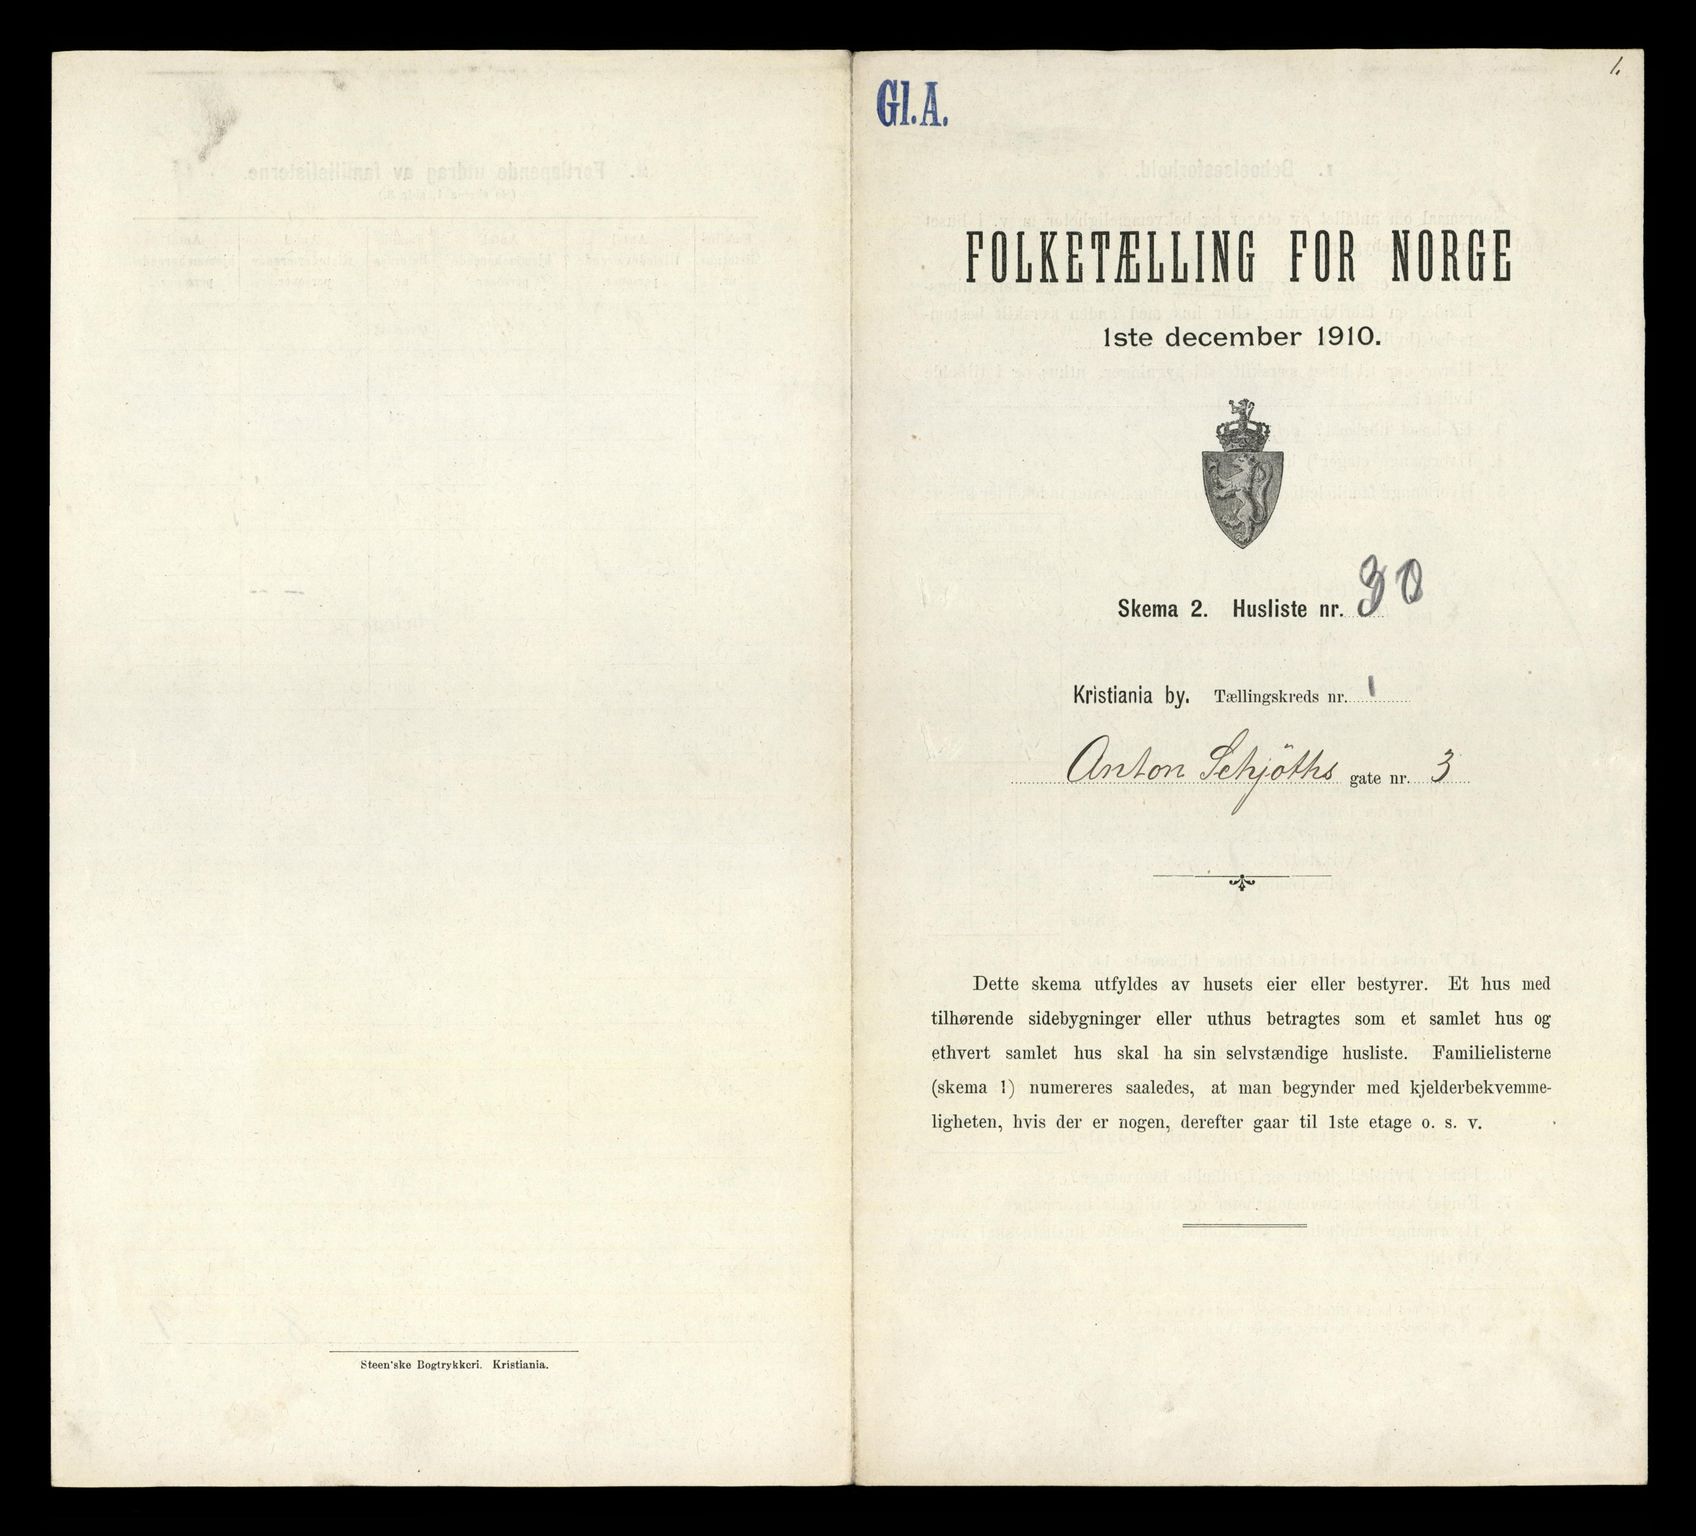 1.
Gl.A.
FOLKETÆLLING FOR NORGE
1ste december 1910.
Skema 2. Husliste nr. 30
Kristiania by. Tællingskreds nr. 1
Anton Schjöths gate nr. 3
Dette skema utfyldes av husets eier eller bestyrer. Et hus med
tilhørende sidebygninger eller uthus betragtes som et samlet hus og
ethvert samlet hus skal ha sin selvstændige husliste. Familielisterne
(skema 1) numereres saaledes, at man begynder med kjelderbekvemme-
ligheten, hvis der er nogen, derefter gaar til 1ste etage o. s. v.
Steen'ske Bogtrykkeri. Kristiania.